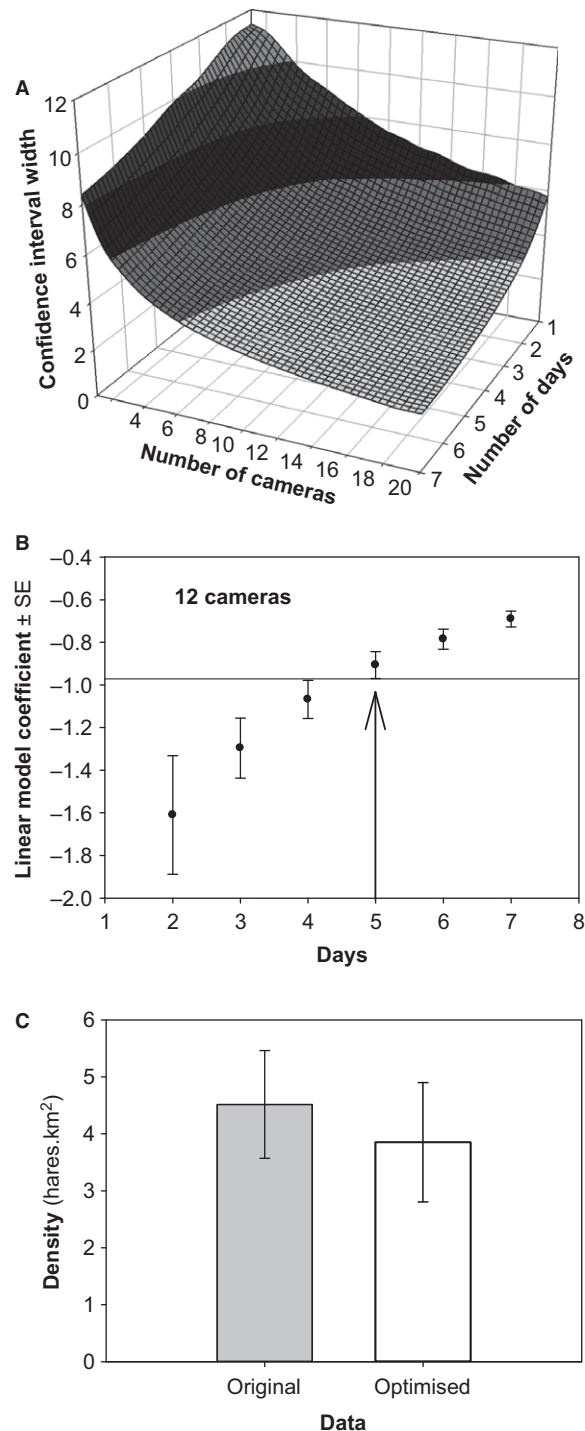 A
Confidence interval width
12
10
8
6
4
2
0
4 6 8 10 12 14 16 18 20
Number of cameras
1
2
3
4
5
6
7
Number of days
B
Linear model coefficient ± SE
–0.4
–0.6
–0.8
–1.0
–1.2
–1.4
–1.6
–1.8
–2.0
12 cameras
1 2 3 4 5 6 7 8
Days
C
Density (hares.km²)
6
5
4
3
2
1
0
Original Optimised
Data